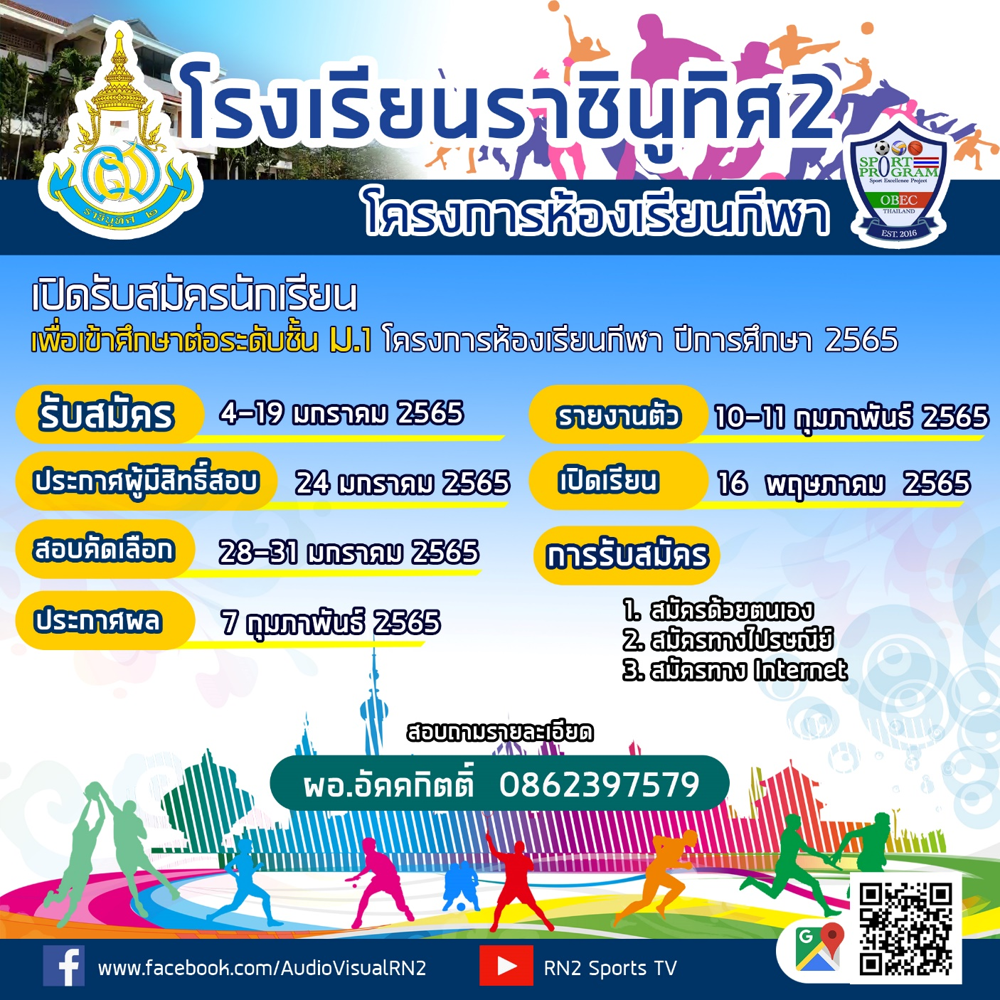 โรงเรียนราชินูทิศ2
ราชินูทิศ ๒
SPORT
PROGRAM
Sport Excellence Project
OBEC
THAILAND
EST. 2016
โครงการห้องเรียนกีฬา
เปิดรับสมัครนักเรียน
เพื่อเข้าศึกษาต่อระดับชั้น ม.1 โครงการห้องเรียนกีฬา ปีการศึกษา 2565
รับสมัคร 4-19 มกราคม 2565
ประกาศผู้มีสิทธิ์สอบ 24 มกราคม 2565
สอบคัดเลือก 28-31 มกราคม 2565
ประกาศผล 7 กุมภาพันธ์ 2565
รายงานตัว 10-11 กุมภาพันธ์ 2565
เปิดเรียน 16 พฤษภาคม 2565
การรับสมัคร
1. สมัครด้วยตนเอง
2. สมัครทางไปรษณีย์
3. สมัครทาง Internet
สอบถามรายละเอียด
ผอ.อัคคกิตติ์ 0862397579
www.facebook.com/AudioVisualRN2
RN2 Sports TV